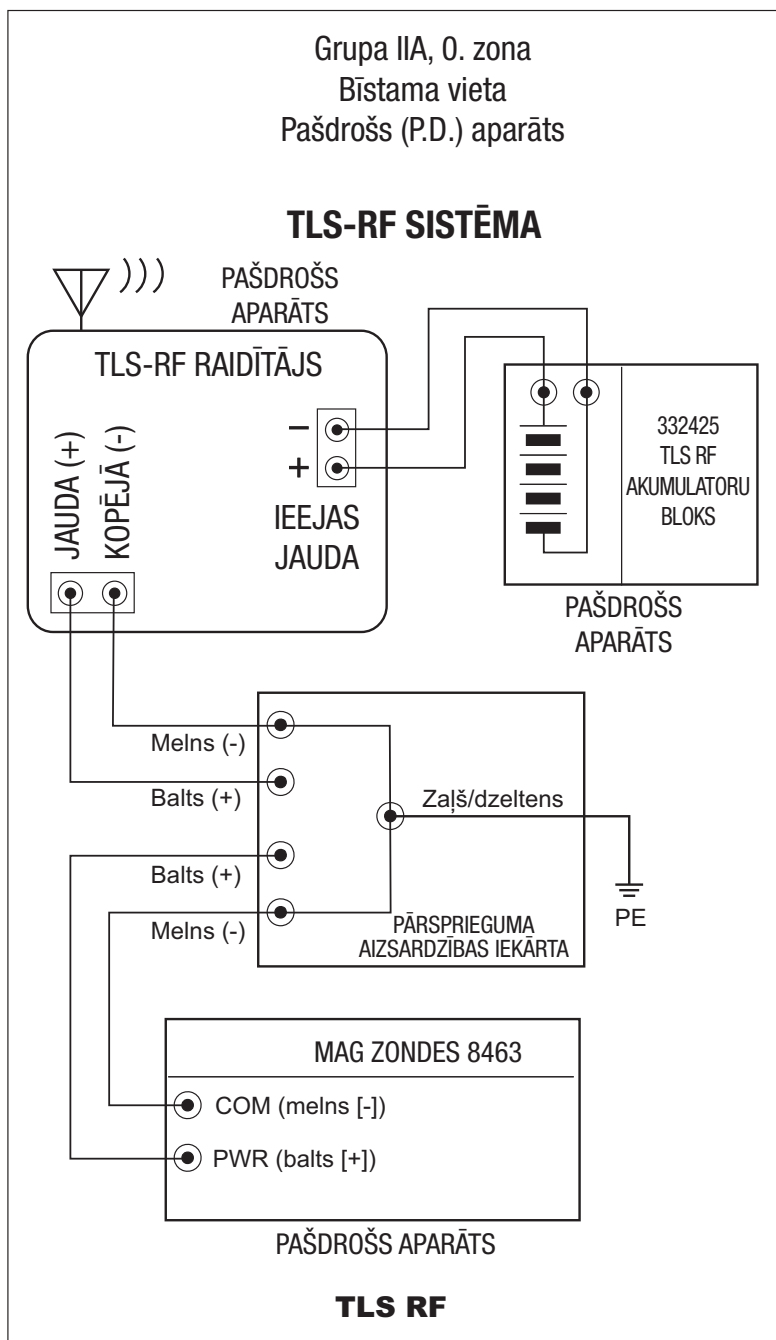 Grupa IIA, 0. zona
Bīstama vieta
Pašdrošs (P.D.) aparāts
TLS-RF SISTĒMA
PAŠDROŠS
APARĀTS
TLS-RF RAIDĪTĀJS
JAUDA (+)
KOPĒJĀ (-)
−
+
IEEJAS
JAUDA
332425
TLS RF
AKUMULATORU
BLOKS
PAŠDROŠS
APARĀTS
Melns (-)
Balts (+)
Balts (+)
Melns (-)
Zaļš/dzeltens
PE
PĀRSPRIEGUMA
AIZSARDZĪBAS IEKĀRTA
MAG ZONDES 8463
COM (melns [-])
PWR (balts [+])
PAŠDROŠS APARĀTS
TLS RF